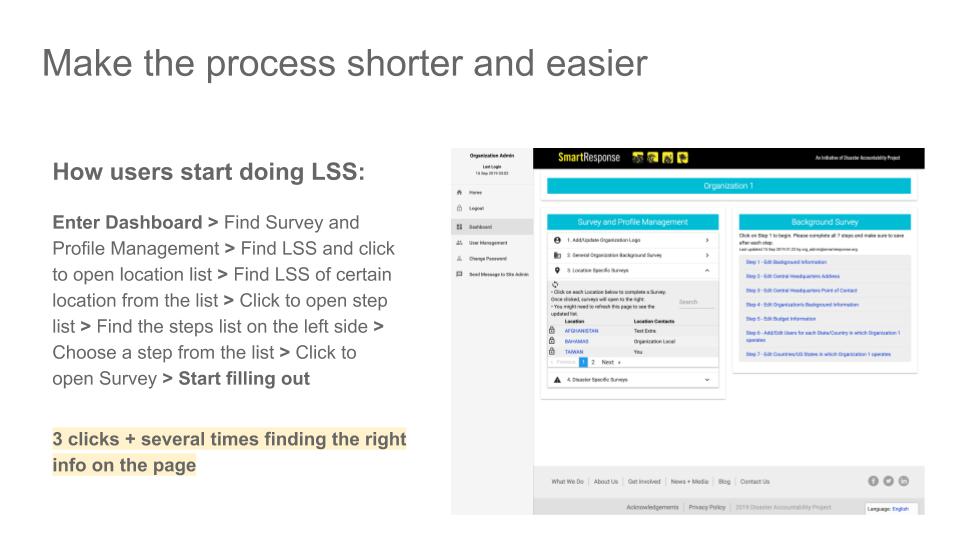 Make the process shorter and easier
How users start doing LSS:
Enter Dashboard > Find Survey and
Profile Management > Find LSS and click
to open location list > Find LSS of certain
location from the list > Click to open step
list > Find the steps list on the left side >
Choose a step from the list > Click to
open Survey > Start filling out
3 clicks + several times finding the right
info on the page
Organization Admin
Last Login
16 Sep 2019 03:03
Home
Logout
Dashboard
User Management
Change Password
Send Message to Site Admin
SmartResponse
An Initiative of Disaster Accountability Project
Organization 1
Survey and Profile Management
1. Add/Update Organization Logo
2. General Organization Background Survey
3. Location Specific Surveys
• Click on each Location below to complete a Survey.
Once clicked, surveys will open to the right.
• You might need to refresh this page to see the
updated list.
Search
Location Location Contacts
AFGHANISTAN Test Extra
BAHAMAS Organization Local
TAIWAN You
‹ Previous 1 2 Next ›
4. Disaster Specific Surveys
Background Survey
Click on Step 1 to begin. Please complete all 7 steps and make sure to save
after each step.
Step 1 - Edit Background Information
Step 2 - Edit Central Headquarters Address
Step 3 - Edit Central Headquarters Point of Contact
Step 4 - Edit Organization's Background Information
Step 5 - Edit Budget Information
Step 6 - Add/Edit Users for each State/Country in which Organization 1
operates
Step 7 - Edit Countries/US States in which Organization 1 operates
What We Do | About Us | Get Involved | News + Media | Blog | Contact Us
Acknowledgements | Privacy Policy | 2019 Disaster Accountability Project
Language: English